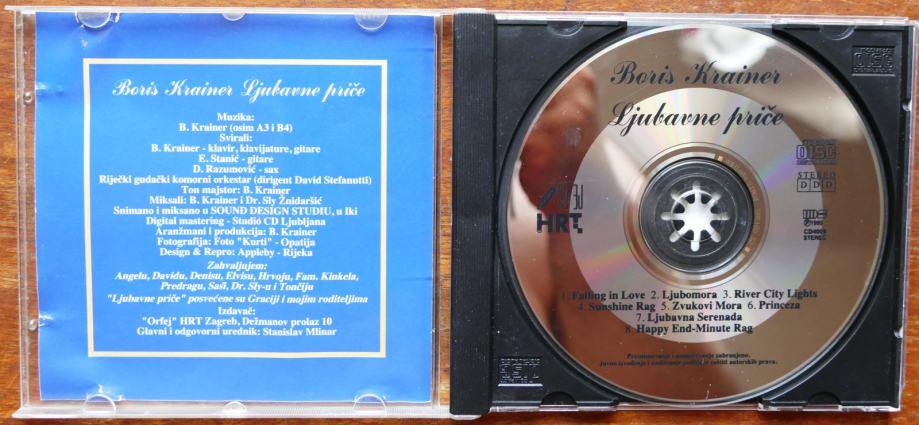 Boris Krainer Ljubavne priče
Muzika:
B. Krainer (osim A3 i B4)
Svirali:
B. Krainer - klavir, klavijature, gitare
E. Stanić - gitare
D. Razumović - sax
Riječki gudački komorni orkestar (dirigent David Stefanutti)
Ton majstor: B. Krainer
Miksali: B. Krainer i Dr. Sly Žnidaršić
Snimano i miksano u SOUND DESIGN STUDIU, u Iki
Digital mastering - Studio CD Ljubljana
Aranžmani i produkcija: B. Krainer
Fotografija: Foto "Kurti" - Opatija
Design & Repro: Appleby - Rijeka
Zahvaljujem:
Angelu, Davidu, Denisu, Elvisu, Hrvoju, Fam. Kinkela,
Predragu, Saši, Dr. Sly-u i Tončiju
"Ljubavne priče" posvećene su Graciji i mojim roditeljima
Izdavač:
"Orfej" HRT Zagreb, Dežmanov prolaz 10
Glavni i odgovorni urednik: Stanislav Mlinar
Boris Krainer
Ljubavne priče
HRT
DISC
STEREO
DDD
STEREO
1. Falling in Love 2. Ljubomora 3. River City Lights
4. Sunshine Rag 5. Zvukovi Mora 6. Princeza
7. Ljubavna Serenada
8. Happy End-Minute Rag
zabranjeno.
autorskih prava.